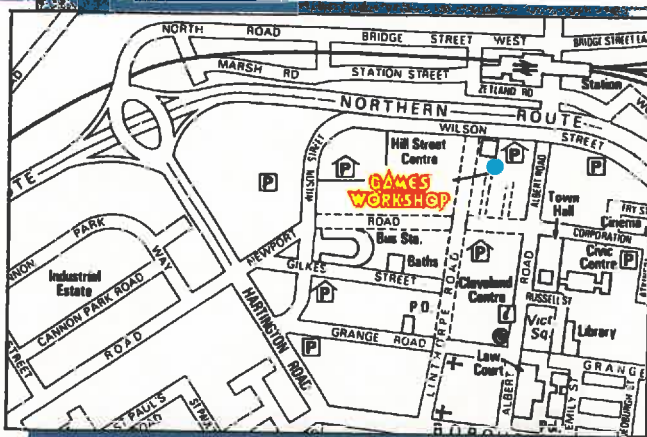 NORTH ROAD
BRIDGE STREET WEST
BRIDGE STREET
MARSH RD
STATION STREET
ZETLAND RD
Station
NORTHERN ROUTE
WILSON STREET
Hill Street
Centre
P
P
P
P
GAMES
WORKSHOP
WILSON STREET
ALBERT ROAD
Town
Hall
Cinema
CORPORATION
ROAD
Bus Sta.
NEWPORT
Baths
GILKES STREET
P
P
P
Civic
Centre
PARK
WAY
Industrial
Estate
CANNON PARK ROAD
ROAD
HARTINGTON ROAD
Cleveland
Centre
ROAD
RUSSELL ST
P O
LINTHORPE ROAD
Vict
Sq.
Library
P
GRANGE ROAD
Law
Court
GRANGE
STREET
ST PAUL'S
ROAD
ALBERT
EMILY ST